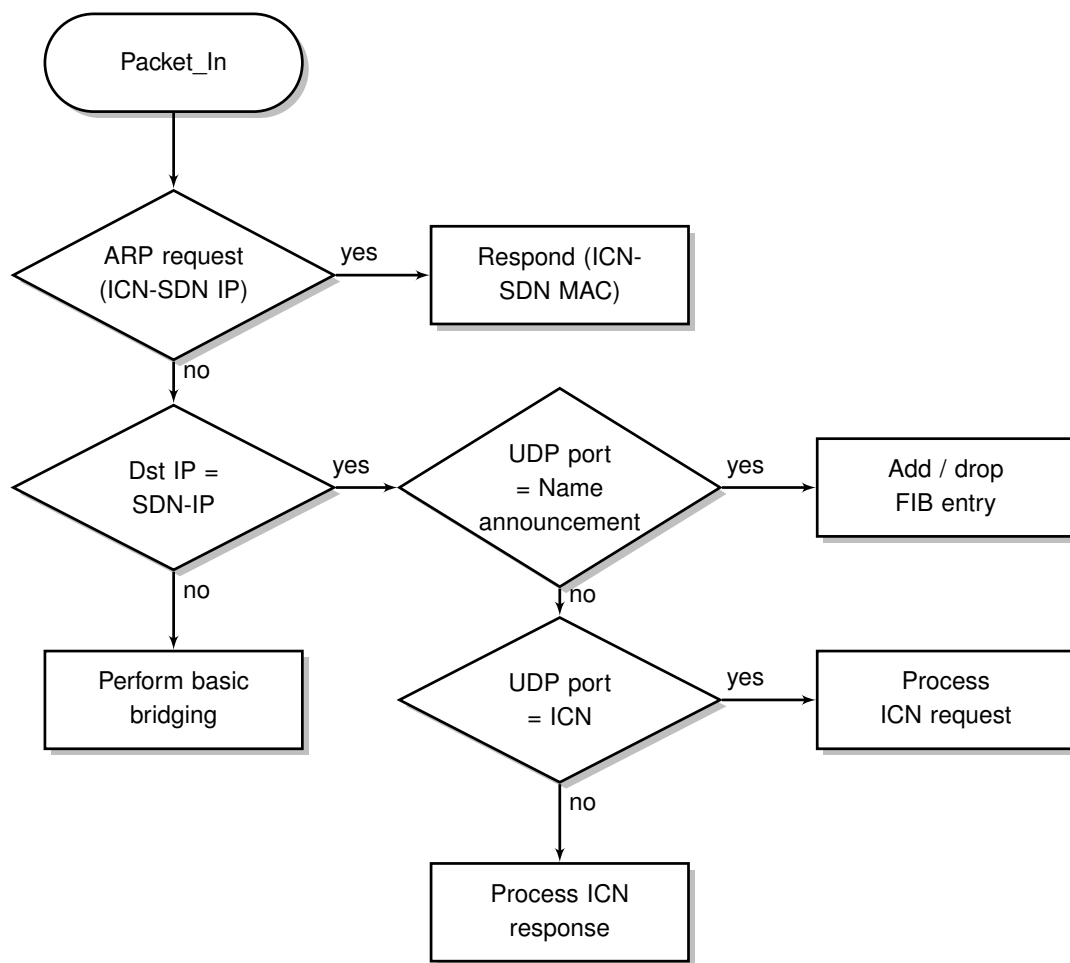 Packet_In
ARP request
(ICN-SDN IP)
yes
Respond (ICN-
SDN MAC)
no
Dst IP =
SDN-IP
yes
UDP port
= Name
announcement
yes
Add / drop
FIB entry
no
no
Perform basic
bridging
UDP port
= ICN
yes
Process
ICN request
no
Process ICN
response